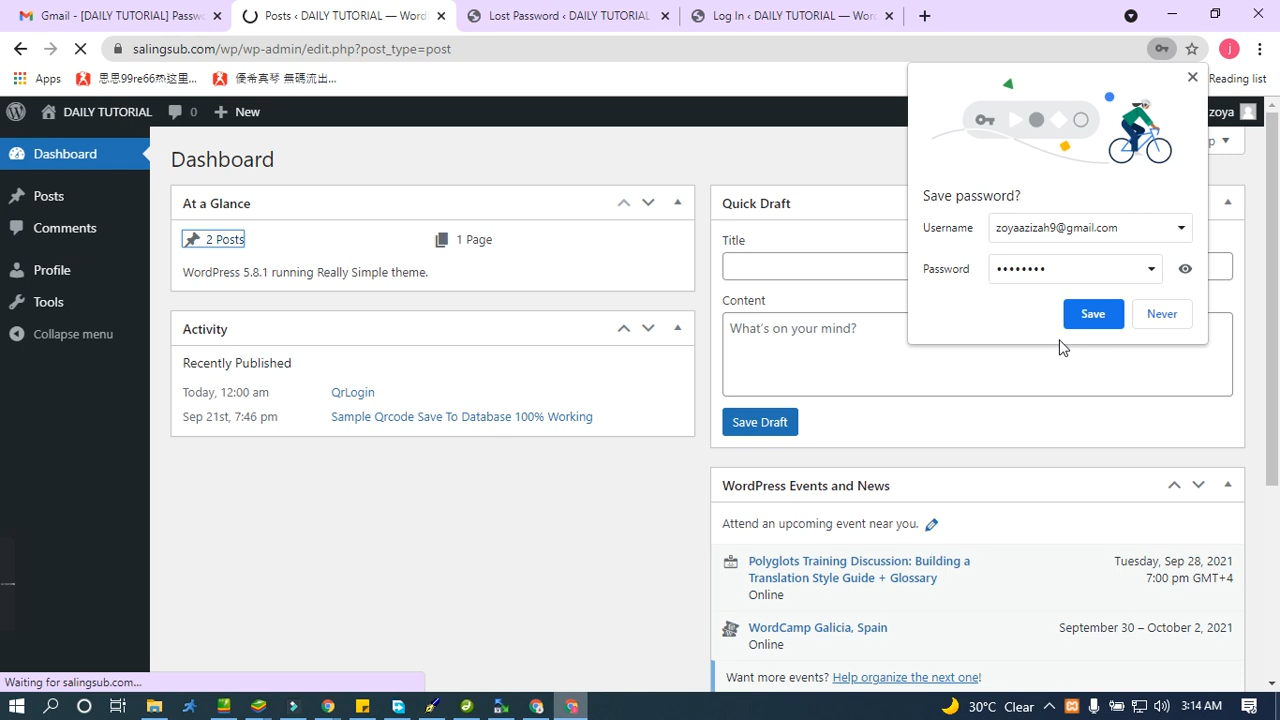 Gmail - [DAILY TUTORIAL] Passw
Posts ‹ DAILY TUTORIAL — Word
Lost Password ‹ DAILY TUTORIAL
Log In ‹ DAILY TUTORIAL — Wor
salingsub.com/wp/wp-admin/edit.php?post_type=post
j
Apps
思思99re66热这里...
優希真琴 無碼流出...
Reading list
DAILY TUTORIAL
0
New
zoya
Dashboard
Posts
Comments
Profile
Tools
Collapse menu
Dashboard
p
At a Glance
2 Posts
1 Page
WordPress 5.8.1 running Really Simple theme.
Activity
Recently Published
Today, 12:00 am
QrLogin
Sep 21st, 7:46 pm
Sample Qrcode Save To Database 100% Working
Quick Draft
Title
Content
What's on your mind?
Save Draft
Save password?
Username
zoyaazizah9@gmail.com
Password
••••••••
Save
Never
WordPress Events and News
Attend an upcoming event near you.
Polyglots Training Discussion: Building a
Translation Style Guide + Glossary
Online
Tuesday, Sep 28, 2021
7:00 pm GMT+4
WordCamp Galicia, Spain
Online
September 30 – October 2, 2021
Want more events? Help organize the next one!
Waiting for salingsub.com...
30°C Clear
3:14 AM